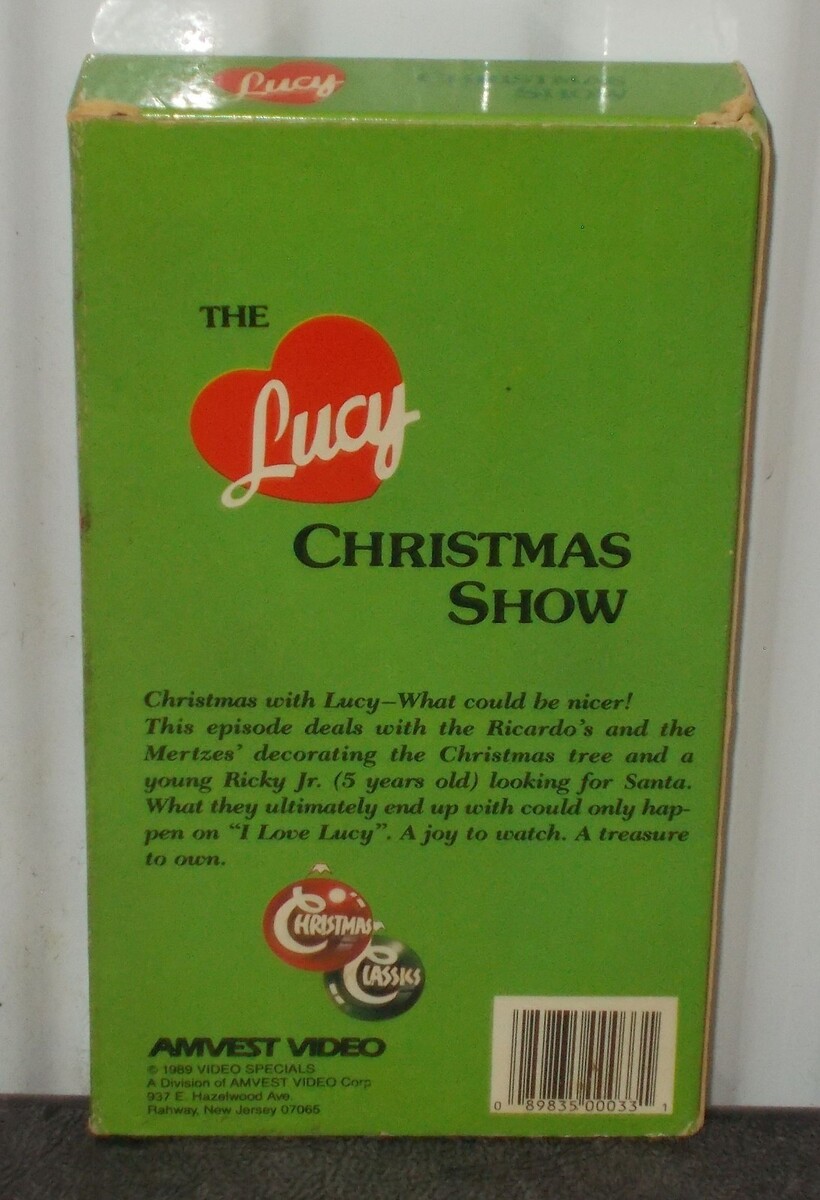 Lucy
CHRISTMAS
SHOW
THE
Lucy
CHRISTMAS
SHOW
Christmas with Lucy—What could be nicer!
This episode deals with the Ricardo's and the
Mertzes' decorating the Christmas tree and a
young Ricky Jr. (5 years old) looking for Santa.
What they ultimately end up with could only hap-
pen on "I Love Lucy". A joy to watch. A treasure
to own.
CHRISTMAS
CLASSICS
AMVEST VIDEO
© 1989 VIDEO SPECIALS
A Division of AMVEST VIDEO Corp
937 E. Hazelwood Ave.
Rahway, New Jersey 07065
0 89835 00033 1